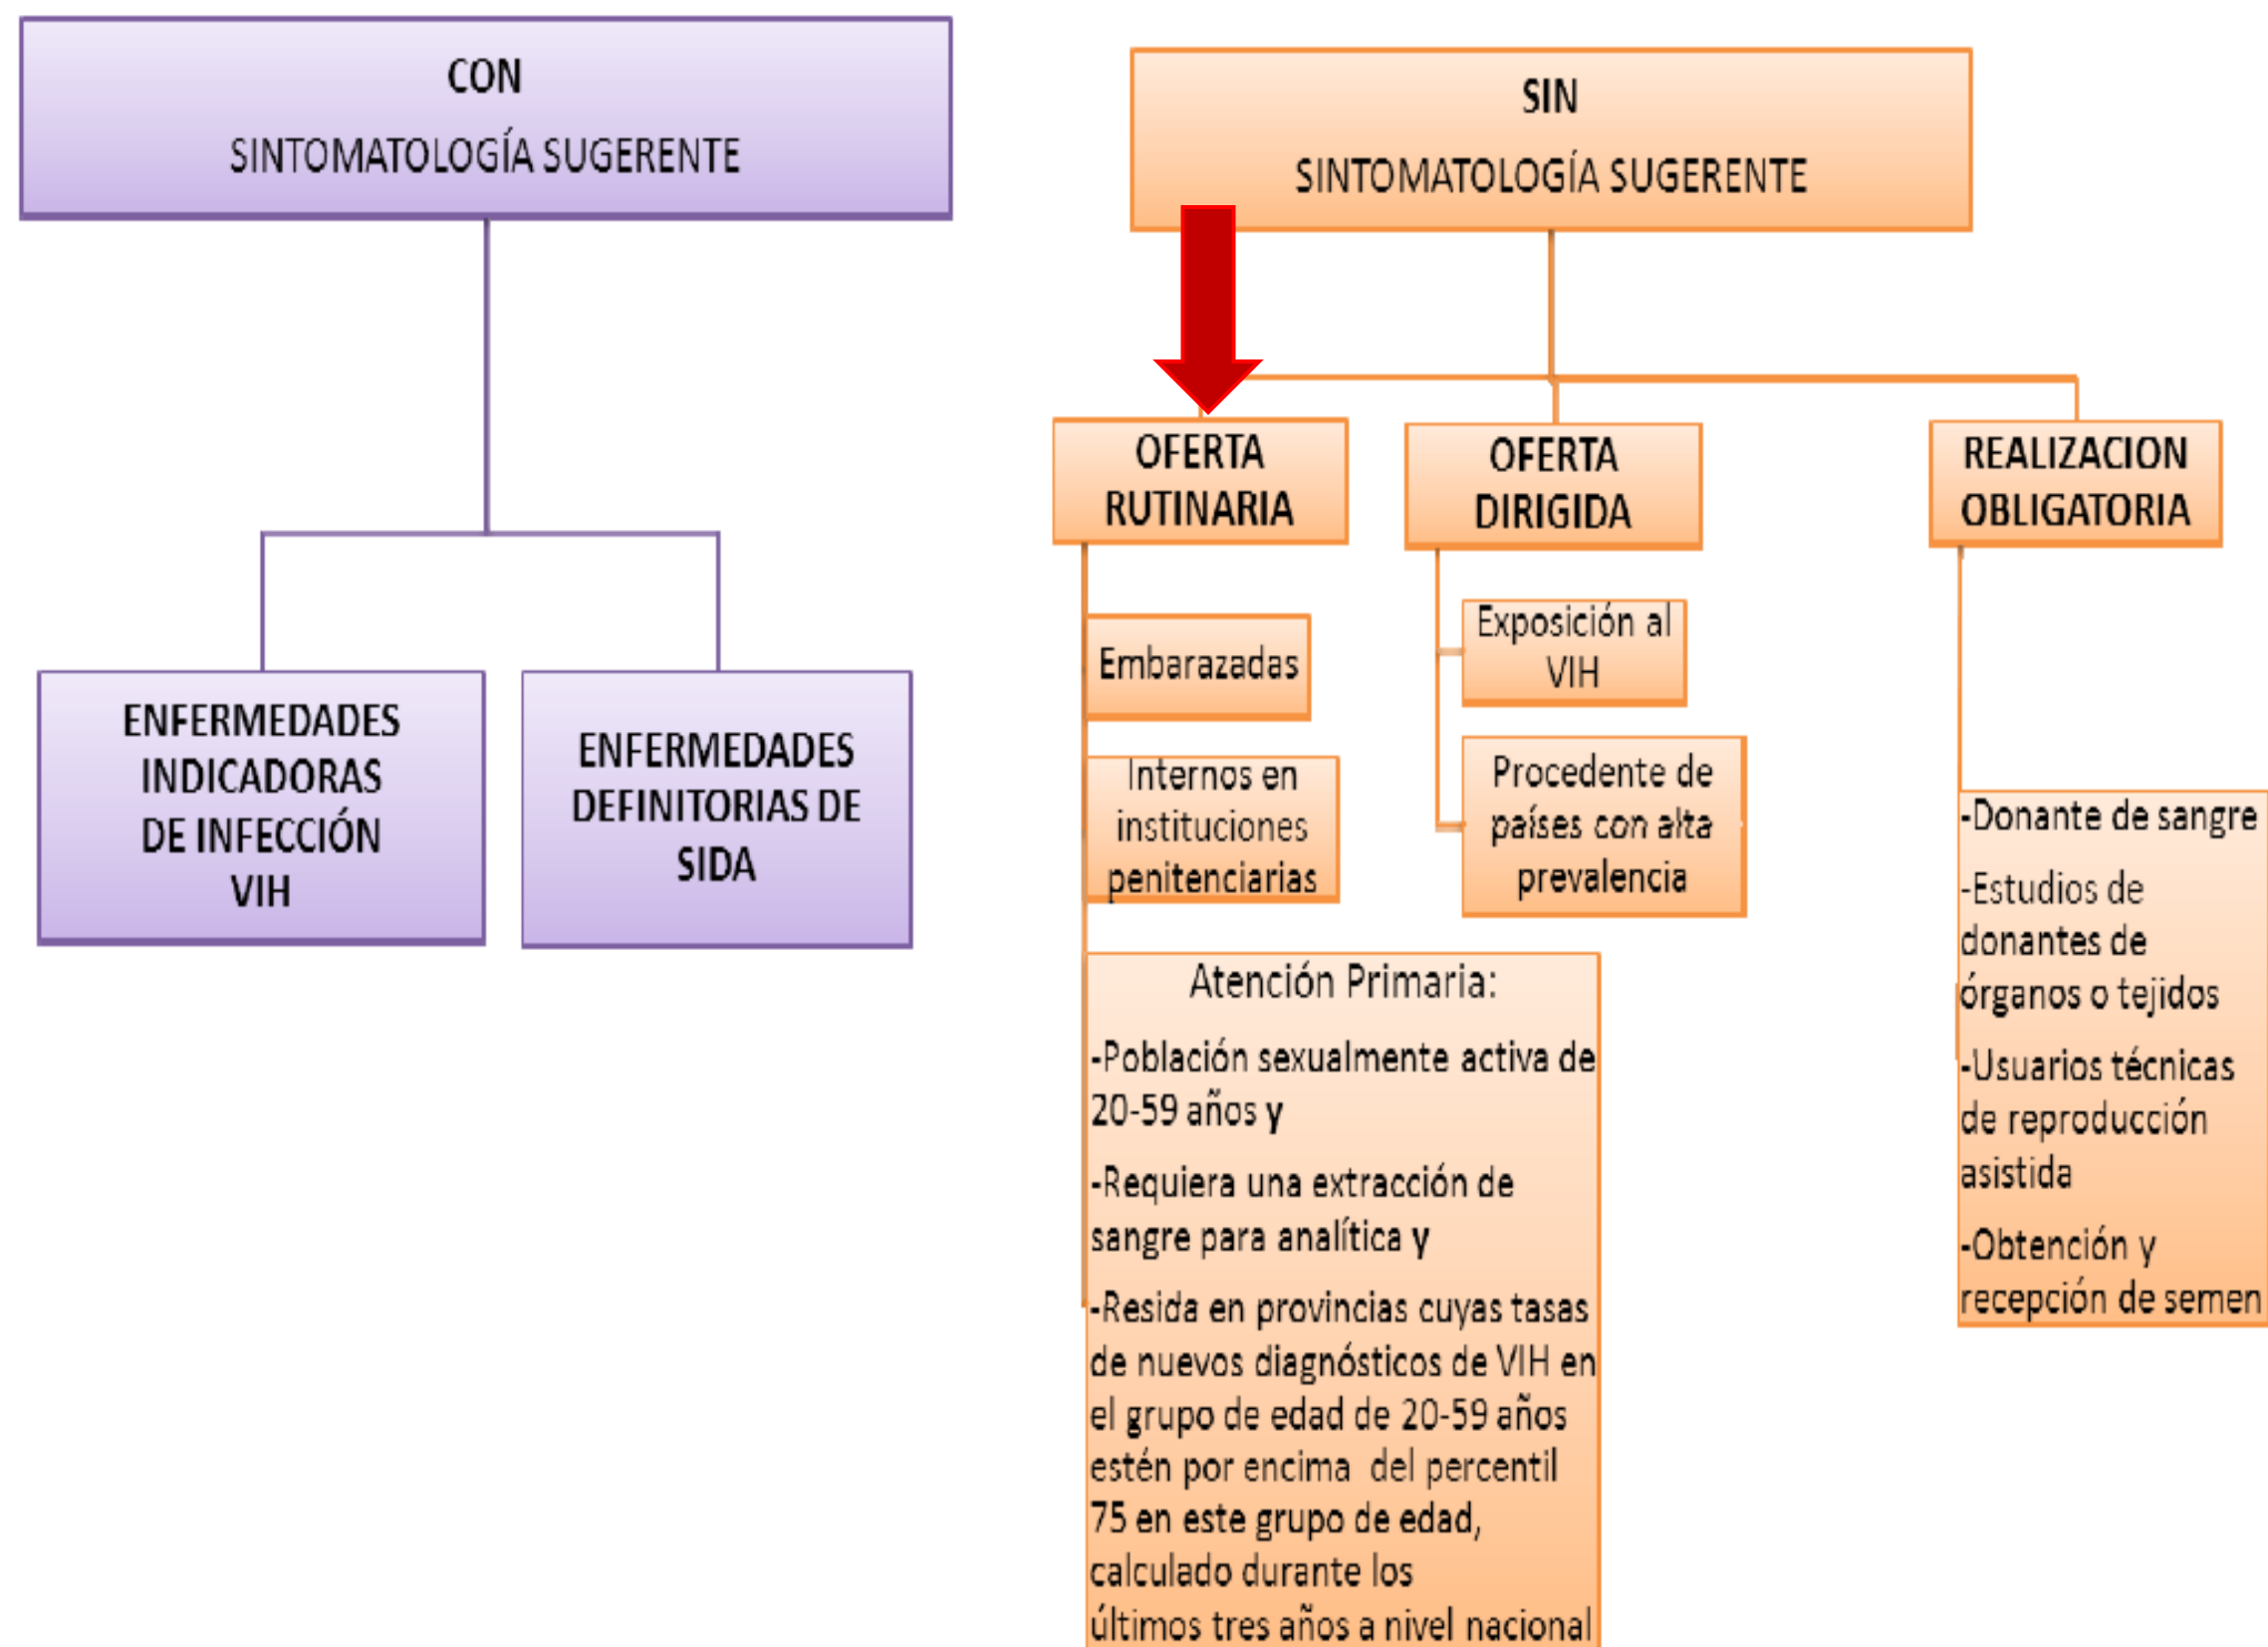 CON
SINTOMATOLOGÍA SUGERENTE
ENFERMEDADES
INDICADORAS
DE INFECCIÓN
VIH
ENFERMEDADES
DEFINITORIAS DE
SIDA
SIN
SINTOMATOLOGÍA SUGERENTE
OFERTA
RUTINARIA
Embarazadas
Internos en
instituciones
penitenciarias
Atención Primaria:
-Población sexualmente activa de
20-59 años y
-Requiera una extracción de
sangre para analítica y
-Resida en provincias cuyas tasas
de nuevos diagnósticos de VIH en
el grupo de edad de 20-59 años
estén por encima del percentil
75 en este grupo de edad,
calculado durante los
últimos tres años a nivel nacional
OFERTA
DIRIGIDA
Exposición al
VIH
Procedente de
países con alta
prevalencia
REALIZACION
OBLIGATORIA
-Donante de sangre
-Estudios de
donantes de
órganos o tejidos
-Usuarios técnicas
de reproducción
asistida
-Obtención y
recepción de semen